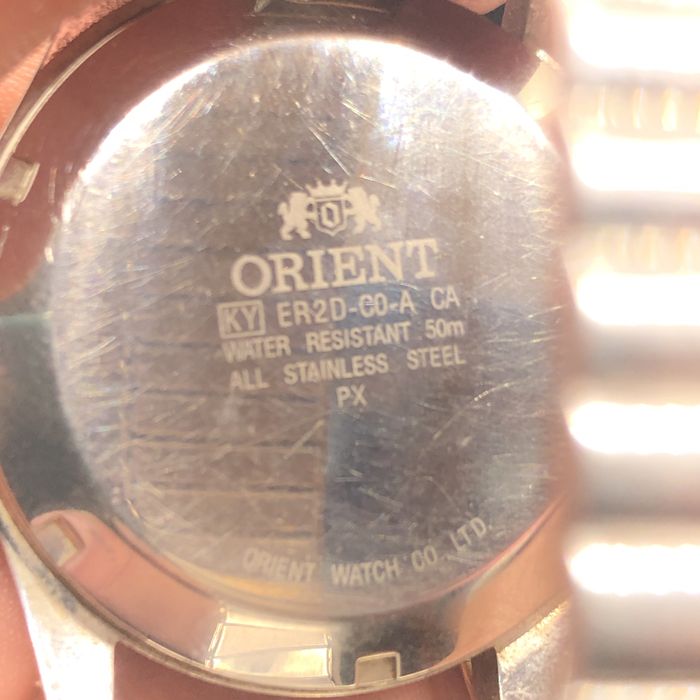 ORIENT
KY ER2D-C0-A CA
WATER RESISTANT 50m
ALL STAINLESS STEEL
PX
ORIENT WATCH CO., LTD.